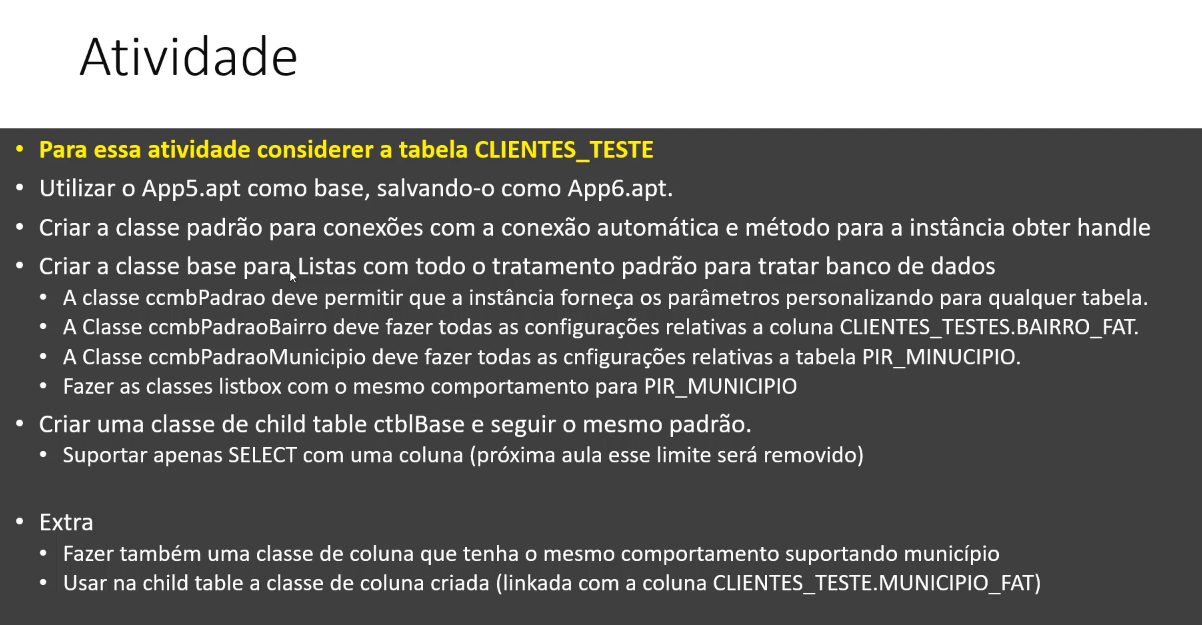 Atividade
• Para essa atividade considerer a tabela CLIENTES_TESTE
• Utilizar o App5.apt como base, salvando-o como App6.apt.
• Criar a classe padrão para conexões com a conexão automática e método para a instância obter handle
• Criar a classe base para Listas com todo o tratamento padrão para tratar banco de dados
• A classe ccmbPadrao deve permitir que a instância forneça os parâmetros personalizando para qualquer tabela.
• A Classe ccmbPadraoBairro deve fazer todas as configurações relativas a coluna CLIENTES_TESTES.BAIRRO_FAT.
• A Classe ccmbPadraoMunicipio deve fazer todas as cnfigurações relativas a tabela PIR_MINUCIPIO.
• Fazer as classes listbox com o mesmo comportamento para PIR_MUNICIPIO
• Criar uma classe de child table ctblBase e seguir o mesmo padrão.
• Suportar apenas SELECT com uma coluna (próxima aula esse limite será removido)
• Extra
• Fazer também uma classe de coluna que tenha o mesmo comportamento suportando município
• Usar na child table a classe de coluna criada (linkada com a coluna CLIENTES_TESTE.MUNICIPIO_FAT)